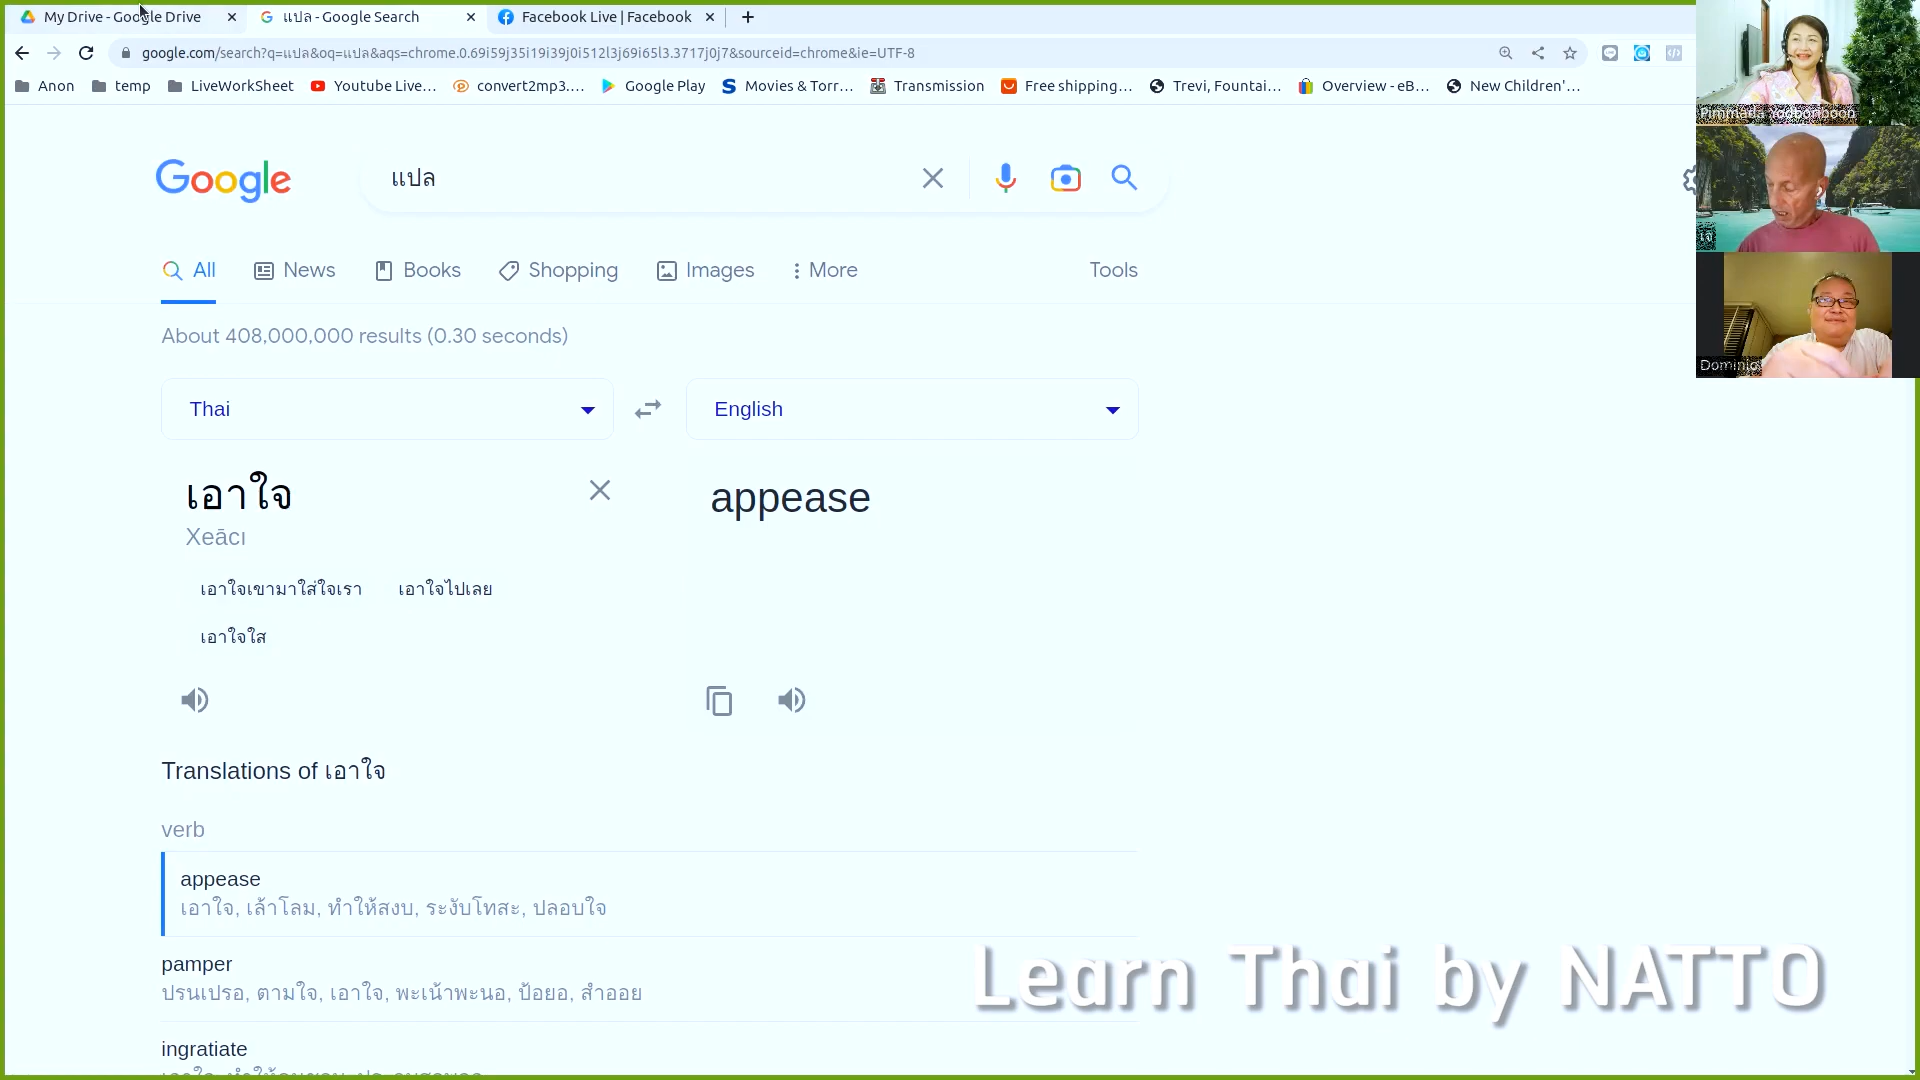 My Drive - Google Drive
แปล - Google Search
Facebook Live | Facebook
google.com/search?q=แปล&oq=แปล&aqs=chrome.0.69i59j35i19i39j0i512l3j69i65l3.3717j0j7&sourceid=chrome&ie=UTF-8
Anon
temp
LiveWorkSheet
Youtube Live...
convert2mp3....
Google Play
Movies & Torr...
Transmission
Free shipping...
Trevi, Fountai...
Overview - eB...
New Children'...
Google
แปล
All
News
Books
Shopping
Images
More
Tools
About 408,000,000 results (0.30 seconds)
Thai
English
เอาใจ
appease
Xeācı
เอาใจเขามาใส่ใจเรา
เอาใจไปเลย
เอาใจใส
Translations of เอาใจ
verb
appease
เอาใจ, เล้าโลม, ทำให้สงบ, ระงับโทสะ, ปลอบใจ
pamper
ปรนเปรอ, ตามใจ, เอาใจ, พะเน้าพะนอ, ป้อยอ, สำออย
ingratiate
Learn Thai by NATTO
Dominic